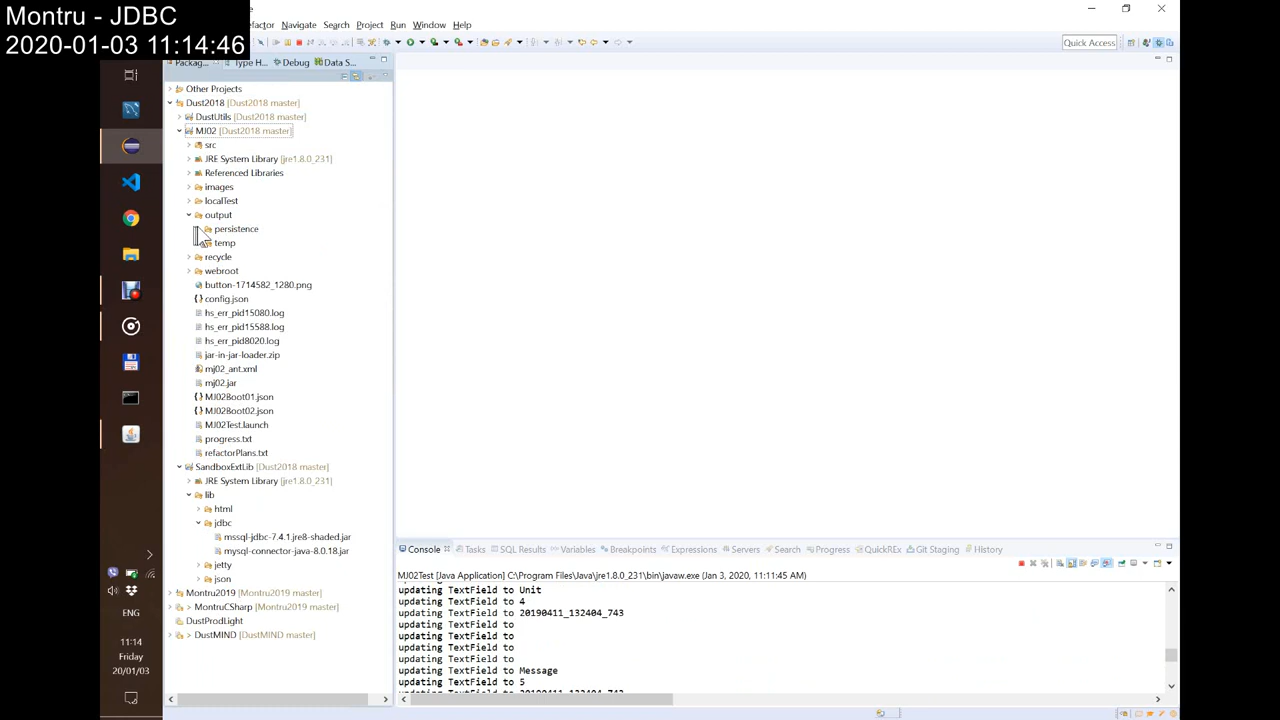 Montru - JDBC
2020-01-03 11:14:46
efactor Navigate Search Project Run Window Help
Quick Access
Packag... Type H... Debug Data S...
Other Projects
Dust2018 [Dust2018 master]
DustUtils [Dust2018 master]
MJ02 [Dust2018 master]
src
JRE System Library [jre1.8.0_231]
Referenced Libraries
images
localTest
output
persistence
temp
recycle
webroot
button-1714582_1280.png
config.json
hs_err_pid15080.log
hs_err_pid15588.log
hs_err_pid8020.log
jar-in-jar-loader.zip
mj02_ant.xml
mj02.jar
MJ02Boot01.json
MJ02Boot02.json
MJ02Test.launch
progress.txt
refactorPlans.txt
SandboxExtLib [Dust2018 master]
JRE System Library [jre1.8.0_231]
lib
html
jdbc
mssql-jdbc-7.4.1.jre8-shaded.jar
mysql-connector-java-8.0.18.jar
jetty
json
Montru2019 [Montru2019 master]
> MontruCSharp [Montru2019 master]
DustProdLight
> DustMIND [DustMIND master]
Console Tasks SQL Results Variables Breakpoints Expressions Servers Search Progress QuickREx Git Staging History
MJ02Test [Java Application] C:\Program Files\Java\jre1.8.0_231\bin\javaw.exe (Jan 3, 2020, 11:11:45 AM)
updating TextField to Unit
updating TextField to 4
updating TextField to 20190411_132404_743
updating TextField to
updating TextField to
updating TextField to
updating TextField to
updating TextField to Message
updating TextField to 5
updating TextField to 20190411_132404_743
ENG
11:14
Friday
20/01/03